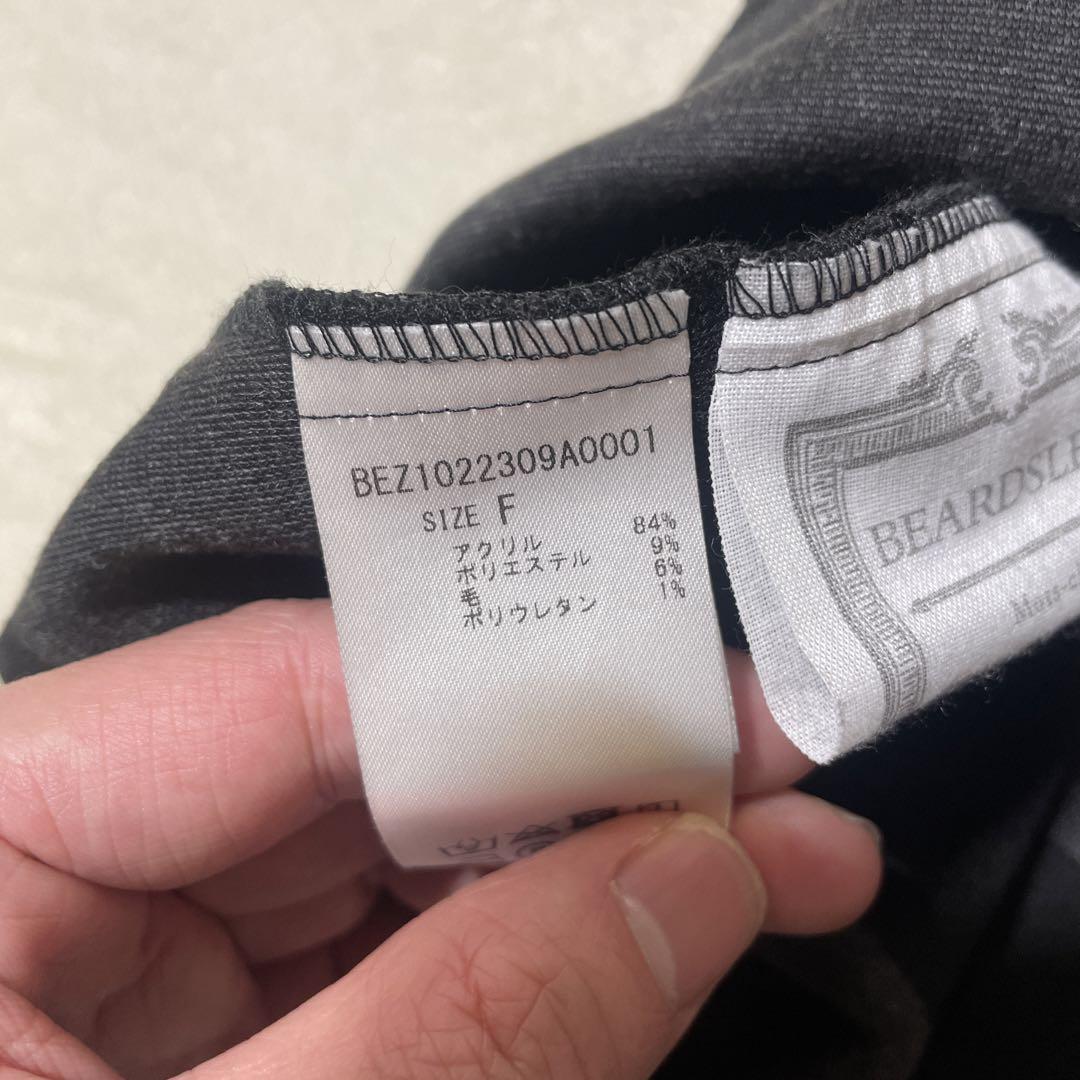 BEZ1022309A0001
SIZE F
アクリル 84%
ポリエステル 9%
毛 6%
ポリウレタン 1%
BEARDSLE